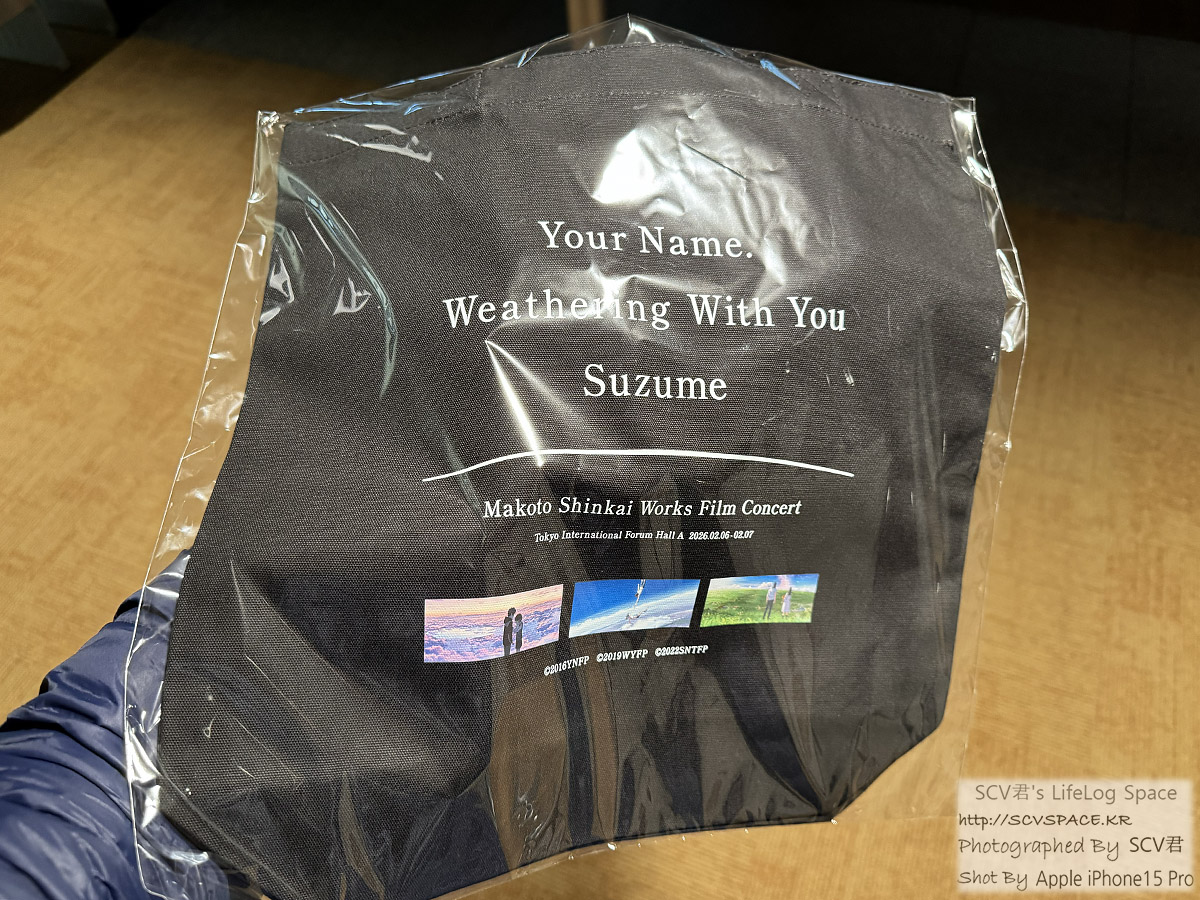 Your Name.
Weathering With You
Suzume
Makoto Shinkai Works Film Concert
Tokyo International Forum Hall A 2026.02.06-02.07
©2016YNFP ©2019WYFP ©2022SNTFP
SCV君's LifeLog Space
http://SCVSPACE.KR
Photographed By SCV君
Shot By Apple iPhone15 Pro